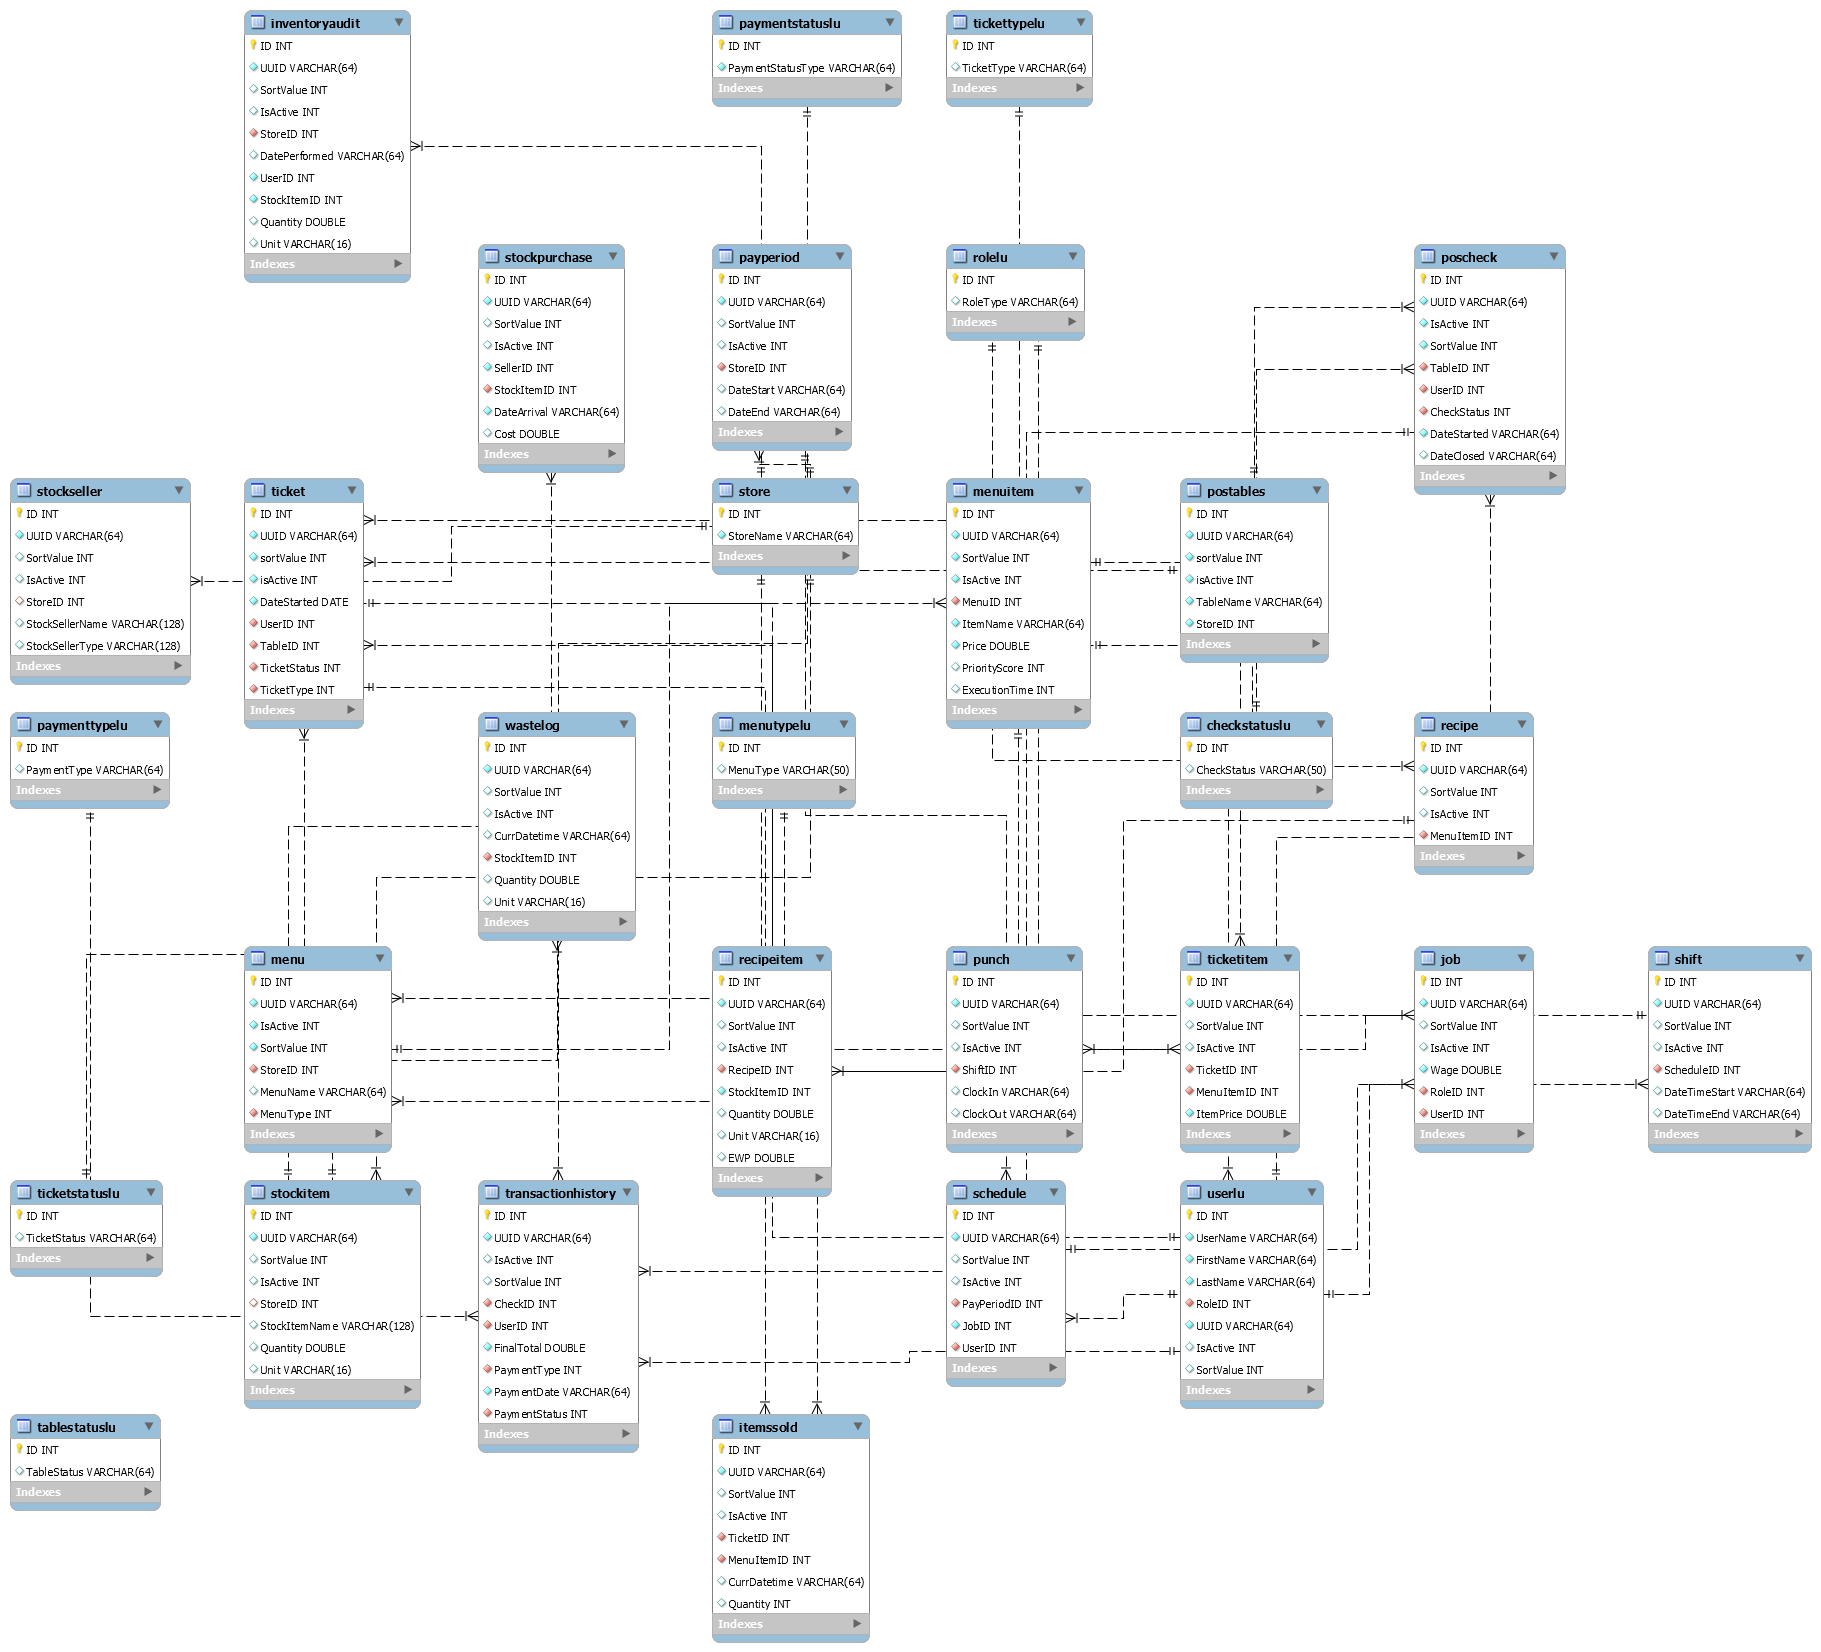 inventoryaudit
ID INT
UUID VARCHAR(64)
SortValue INT
IsActive INT
StoreID INT
DatePerformed VARCHAR(64)
UserID INT
StockItemID INT
Quantity DOUBLE
Unit VARCHAR(16)
Indexes
paymentstatuslu
ID INT
PaymentStatusType VARCHAR(64)
Indexes
tickettypelu
ID INT
TicketType VARCHAR(64)
Indexes
stockpurchase
ID INT
UUID VARCHAR(64)
SortValue INT
IsActive INT
SellerID INT
StockItemID INT
DateArrival VARCHAR(64)
Cost DOUBLE
Indexes
payperiod
ID INT
UUID VARCHAR(64)
SortValue INT
IsActive INT
StoreID INT
DateStart VARCHAR(64)
DateEnd VARCHAR(64)
Indexes
rolelu
ID INT
RoleType VARCHAR(64)
Indexes
poscheck
ID INT
UUID VARCHAR(64)
IsActive INT
SortValue INT
TableID INT
UserID INT
CheckStatus INT
DateStarted VARCHAR(64)
DateClosed VARCHAR(64)
Indexes
stockseller
ID INT
UUID VARCHAR(64)
SortValue INT
IsActive INT
StoreID INT
StockSellerName VARCHAR(128)
StockSellerType VARCHAR(128)
Indexes
ticket
ID INT
UUID VARCHAR(64)
sortValue INT
isActive INT
DateStarted DATE
UserID INT
TableID INT
TicketStatus INT
TicketType INT
Indexes
store
ID INT
StoreName VARCHAR(64)
Indexes
menuitem
ID INT
UUID VARCHAR(64)
SortValue INT
IsActive INT
MenuID INT
ItemName VARCHAR(64)
Price DOUBLE
PriorityScore INT
ExecutionTime INT
Indexes
postables
ID INT
UUID VARCHAR(64)
sortValue INT
isActive INT
TableName VARCHAR(64)
StoreID INT
Indexes
paymenttypelu
ID INT
PaymentType VARCHAR(64)
Indexes
wastelog
ID INT
UUID VARCHAR(64)
SortValue INT
IsActive INT
CurrDatetime VARCHAR(64)
StockItemID INT
Quantity DOUBLE
Unit VARCHAR(16)
Indexes
menutypelu
ID INT
MenuType VARCHAR(50)
Indexes
checkstatuslu
ID INT
CheckStatus VARCHAR(50)
Indexes
recipe
ID INT
UUID VARCHAR(64)
SortValue INT
IsActive INT
MenuItemID INT
Indexes
menu
ID INT
UUID VARCHAR(64)
IsActive INT
SortValue INT
StoreID INT
MenuName VARCHAR(64)
MenuType INT
Indexes
recipeitem
ID INT
UUID VARCHAR(64)
SortValue INT
IsActive INT
RecipeID INT
StockItemID INT
Quantity DOUBLE
Unit VARCHAR(16)
EWP DOUBLE
Indexes
punch
ID INT
UUID VARCHAR(64)
SortValue INT
IsActive INT
ShiftID INT
ClockIn VARCHAR(64)
ClockOut VARCHAR(64)
Indexes
ticketitem
ID INT
UUID VARCHAR(64)
SortValue INT
IsActive INT
TicketID INT
MenuItemID INT
ItemPrice DOUBLE
Indexes
job
ID INT
UUID VARCHAR(64)
SortValue INT
IsActive INT
Wage DOUBLE
RoleID INT
UserID INT
Indexes
shift
ID INT
UUID VARCHAR(64)
SortValue INT
IsActive INT
ScheduleID INT
DateTimeStart VARCHAR(64)
DateTimeEnd VARCHAR(64)
Indexes
ticketstatuslu
ID INT
TicketStatus VARCHAR(64)
Indexes
stockitem
ID INT
UUID VARCHAR(64)
SortValue INT
IsActive INT
StoreID INT
StockItemName VARCHAR(128)
Quantity DOUBLE
Unit VARCHAR(16)
Indexes
transactionhistory
ID INT
UUID VARCHAR(64)
IsActive INT
SortValue INT
CheckID INT
UserID INT
FinalTotal DOUBLE
PaymentType INT
PaymentDate VARCHAR(64)
PaymentStatus INT
Indexes
schedule
ID INT
UUID VARCHAR(64)
SortValue INT
IsActive INT
PayPeriodID INT
JobID INT
UserID INT
Indexes
userlu
ID INT
UserName VARCHAR(64)
FirstName VARCHAR(64)
LastName VARCHAR(64)
RoleID INT
UUID VARCHAR(64)
IsActive INT
SortValue INT
Indexes
tablestatuslu
ID INT
TableStatus VARCHAR(64)
Indexes
itemssold
ID INT
UUID VARCHAR(64)
SortValue INT
IsActive INT
TicketID INT
MenuItemID INT
CurrDatetime VARCHAR(64)
Quantity INT
Indexes